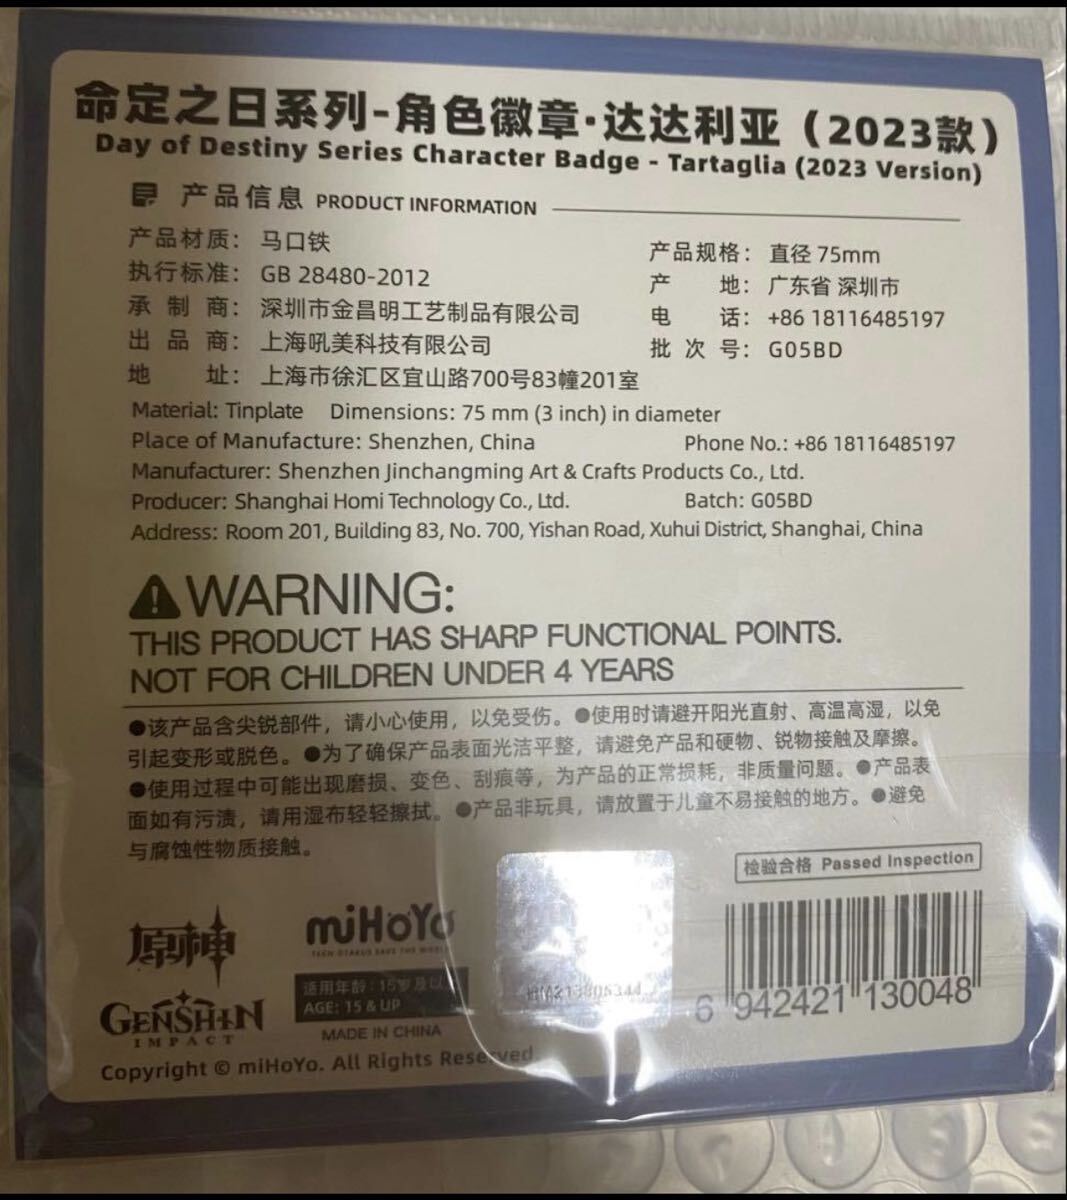 命定之日系列-角色徽章·达达利亚（2023款）
Day of Destiny Series Character Badge - Tartaglia (2023 Version)
产品信息 PRODUCT INFORMATION
产品材质： 马口铁
产品规格： 直径 75mm
执行标准： GB 28480-2012
产 地： 广东省 深圳市
承 制 商： 深圳市金昌明工艺制品有限公司
电 话： +86 18116485197
出 品 商： 上海吼美科技有限公司
批 次 号： G05BD
地 址： 上海市徐汇区宜山路700号83幢201室
Material: Tinplate Dimensions: 75 mm (3 inch) in diameter
Place of Manufacture: Shenzhen, China Phone No.: +86 18116485197
Manufacturer: Shenzhen Jinchangming Art & Crafts Products Co., Ltd.
Producer: Shanghai Homi Technology Co., Ltd. Batch: G05BD
Address: Room 201, Building 83, No. 700, Yishan Road, Xuhui District, Shanghai, China
WARNING:
THIS PRODUCT HAS SHARP FUNCTIONAL POINTS.
NOT FOR CHILDREN UNDER 4 YEARS
●该产品含尖锐部件，请小心使用，以免受伤。●使用时请避开阳光直射、高温高湿，以免
引起变形或脱色。●为了确保产品表面光洁平整，请避免产品和硬物、锐物接触及摩擦。
●使用过程中可能出现磨损、变色、刮痕等，为产品的正常损耗，非质量问题。●产品表
面如有污渍，请用湿布轻轻擦拭。●产品非玩具，请放置于儿童不易接触的地方。●避免
与腐蚀性物质接触。
检验合格 Passed Inspection
原神
GENSHIN
IMPACT
miHoYo
TECH OTAKUS SAVE THE WORLD
适用年龄：15岁及以
AGE: 15 & UP
MADE IN CHINA
6 942421 130048
Copyright © miHoYo. All Rights Reserved